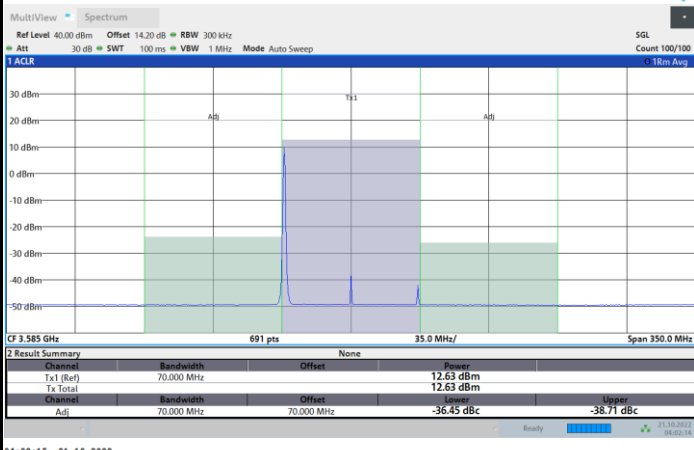 MultiView Spectrum
Ref Level 40.00 dBm Offset 14.20 dB RBW 300 kHz SGL
Att 30 dB SWT 100 ms VBW 1 MHz Mode Auto Sweep Count 100/100
1 ACLR 1Rm Avg
30 dBm
Tx1
20 dBm
Adj Adj
10 dBm
0 dBm
-10 dBm
-20 dBm
-30 dBm
-40 dBm
-50 dBm
CF 3.585 GHz 691 pts 35.0 MHz/ Span 350.0 MHz
2 Result Summary None
Channel Bandwidth Offset Power
Tx1 (Ref) 70.000 MHz 12.63 dBm
Tx Total 12.63 dBm
Channel Bandwidth Offset Lower Upper
Adj 70.000 MHz 70.000 MHz -36.45 dBc -38.71 dBc
Ready 21.10.2022
04:02:14